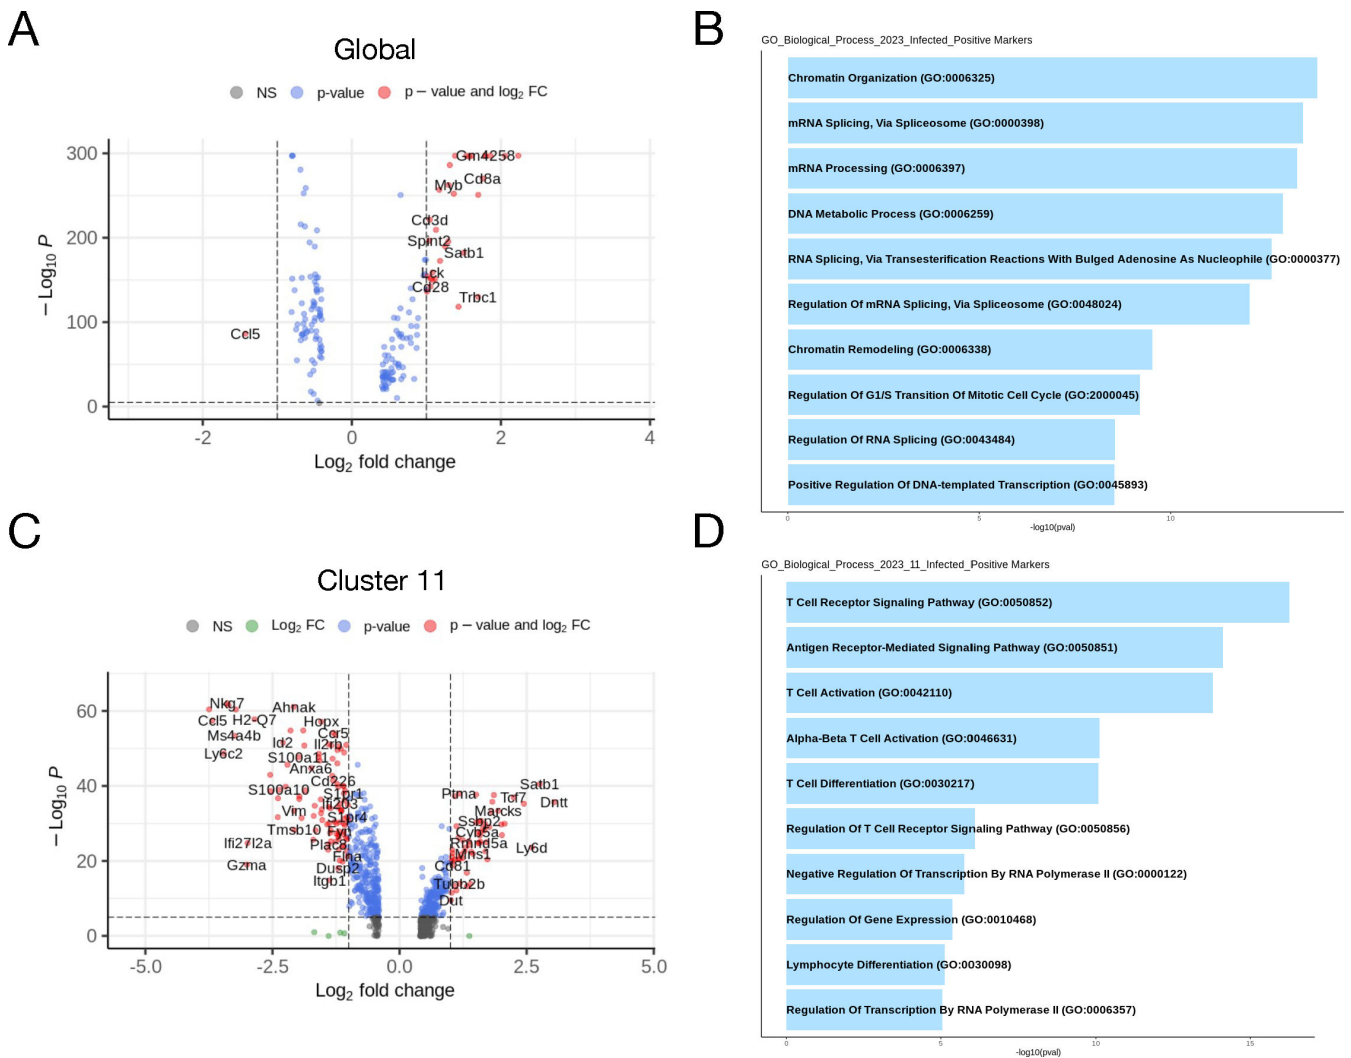 A
Global
NS p-value p − value and log2 FC
300
200
100
0
-2 0 2 4
−Log10 P
Log2 fold change
Gm4258
Cd8a
Myb
Cd3d
Spint2
Satb1
Lck
Cd28
Trbc1
Ccl5
B
GO_Biological_Process_2023_Infected_Positive Markers
Chromatin Organization (GO:0006325)
mRNA Splicing, Via Spliceosome (GO:0000398)
mRNA Processing (GO:0006397)
DNA Metabolic Process (GO:0006259)
RNA Splicing, Via Transesterification Reactions With Bulged Adenosine As Nucleophile (GO:0000377)
Regulation Of mRNA Splicing, Via Spliceosome (GO:0048024)
Chromatin Remodeling (GO:0006338)
Regulation Of G1/S Transition Of Mitotic Cell Cycle (GO:2000045)
Regulation Of RNA Splicing (GO:0043484)
Positive Regulation Of DNA-templated Transcription (GO:0045893)
0 5 10
-log10(pval)
C
Cluster 11
NS Log2 FC p-value p − value and log2 FC
60
40
20
0
-5.0 -2.5 0.0 2.5 5.0
−Log10 P
Log2 fold change
Nkg7
Ahnak
Ccl5 H2-Q7
Hopx
Ms4a4b
Ccr5
Id2
Il2rb
Ly6c2
S100a11
Anxa6
Cd226
S100a10
S1pr1
Ifi203
Vim
S1pr4
Tmsb10
Fyn
Ifi27l2a
Plac8
Flna
Gzma
Dusp2
Itgb1
Satb1
Ptma
Tcf7
Dntt
Marcks
Ssbp2
Cyb5a
Rmnd5a
Ly6d
Mns1
Cd81
Tubb2b
Dut
D
GO_Biological_Process_2023_11_Infected_Positive Markers
T Cell Receptor Signaling Pathway (GO:0050852)
Antigen Receptor-Mediated Signaling Pathway (GO:0050851)
T Cell Activation (GO:0042110)
Alpha-Beta T Cell Activation (GO:0046631)
T Cell Differentiation (GO:0030217)
Regulation Of T Cell Receptor Signaling Pathway (GO:0050856)
Negative Regulation Of Transcription By RNA Polymerase II (GO:0000122)
Regulation Of Gene Expression (GO:0010468)
Lymphocyte Differentiation (GO:0030098)
Regulation Of Transcription By RNA Polymerase II (GO:0006357)
0 5 10 15
-log10(pval)